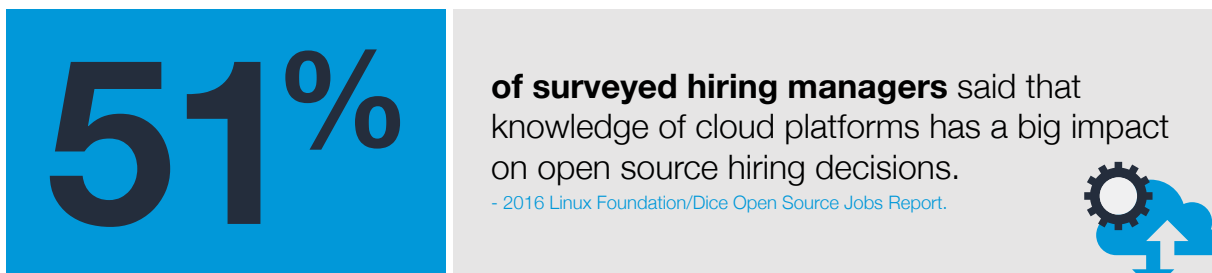 51%
of surveyed hiring managers said that
knowledge of cloud platforms has a big impact
on open source hiring decisions.
- 2016 Linux Foundation/Dice Open Source Jobs Report.